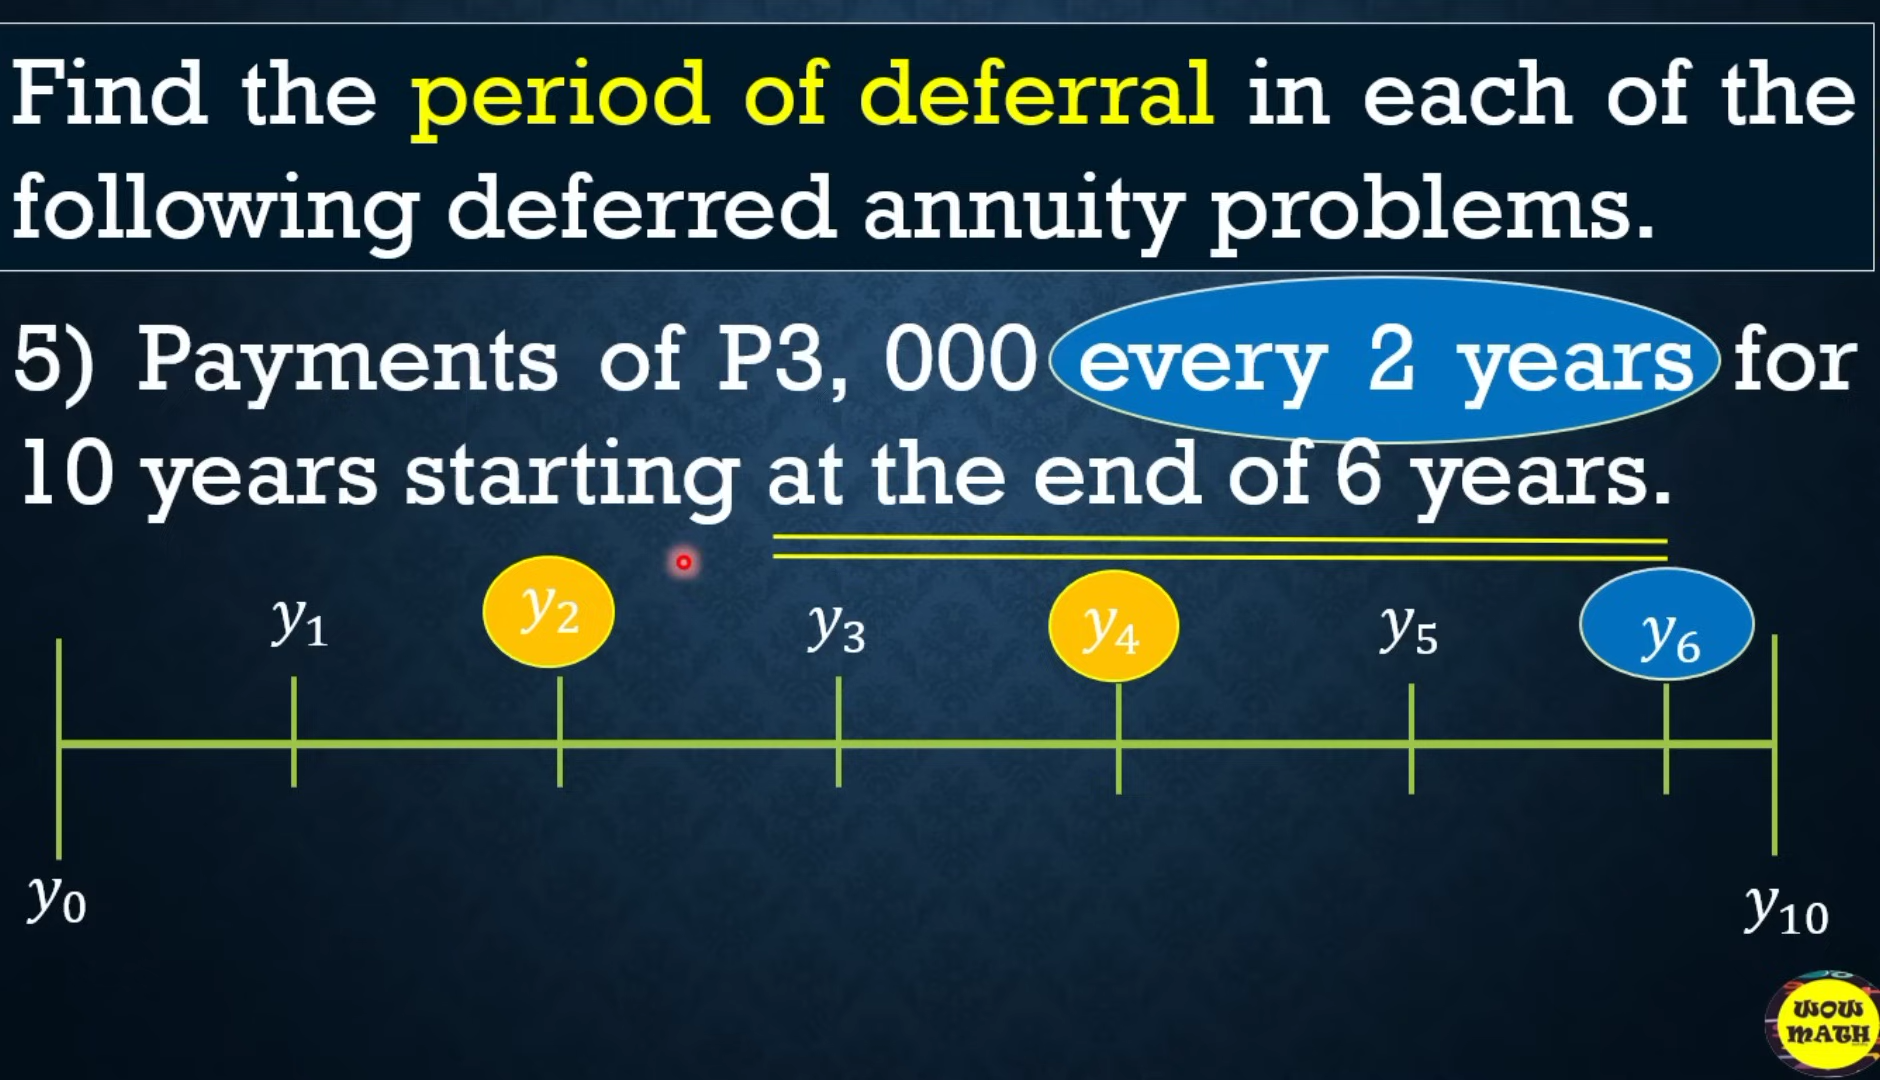 Find the period of deferral in each of the
following deferred annuity problems.
5) Payments of P3, 000 every 2 years for
10 years starting at the end of 6 years.
y₁ y₂ y₃ y₄ y₅ y₆
y₀ y₁₀
WOW
MATH